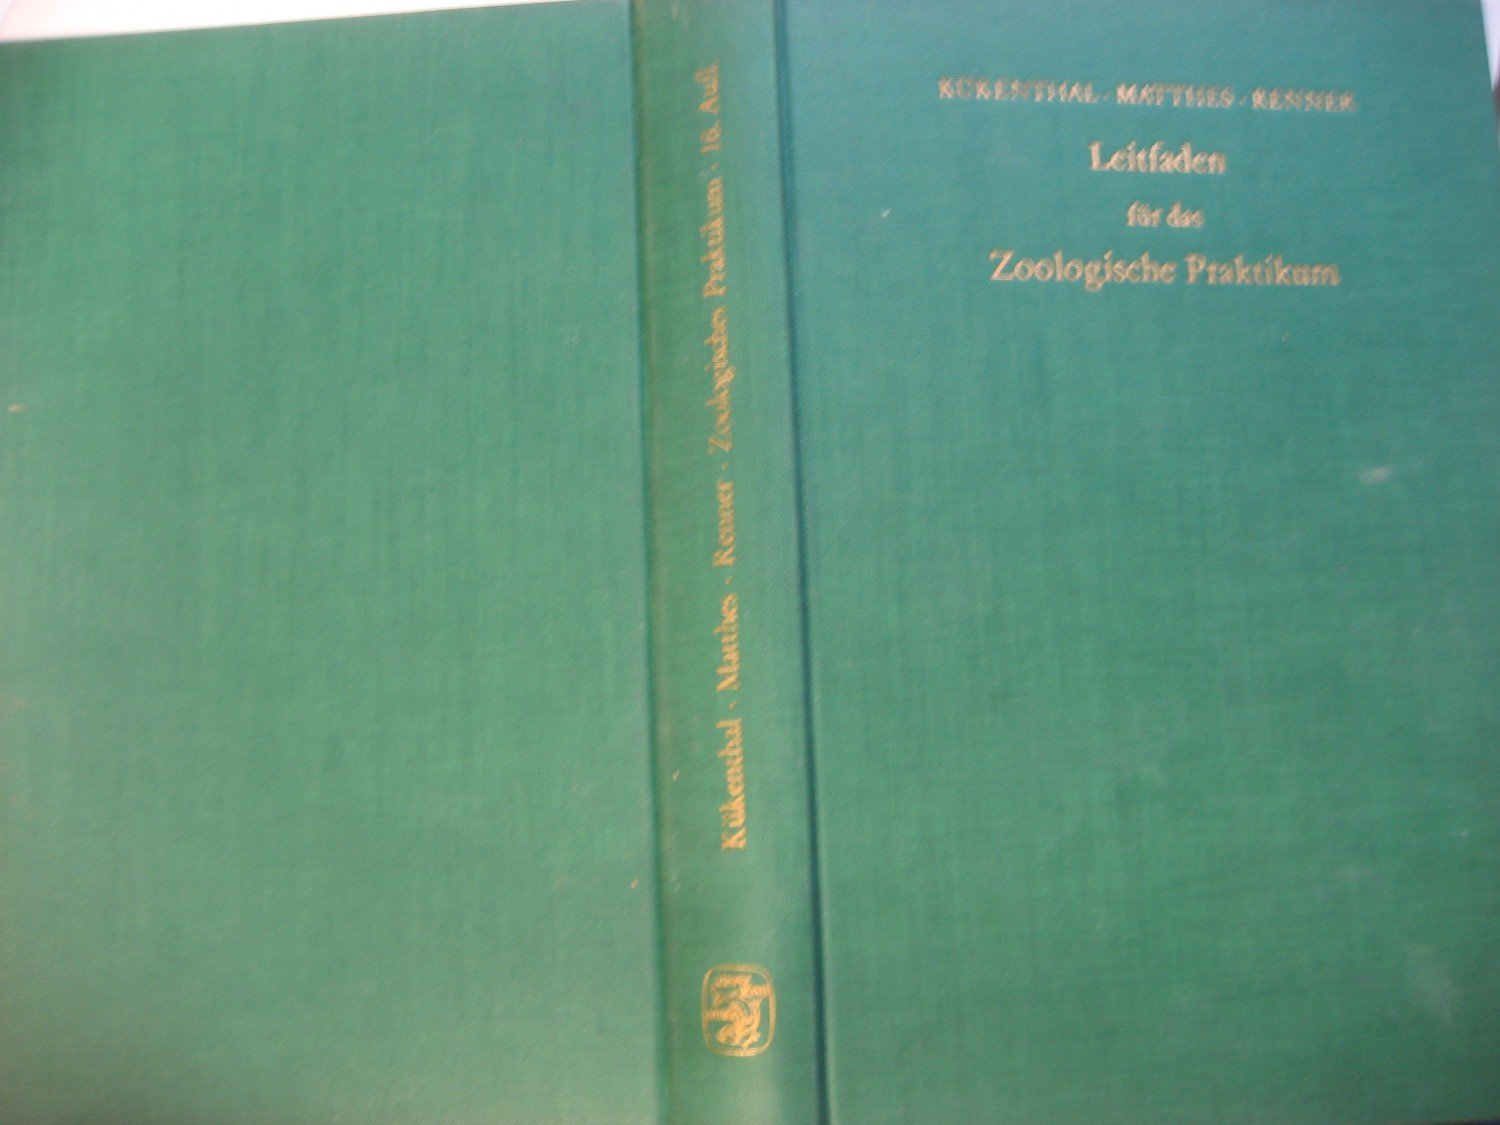 KÜKENTHAL · MATTHES · RENNER
Leitfaden
für das
Zoologische Praktikum
Kükenthal · Matthes · Renner · Zoologisches Praktikum · 16. Aufl.